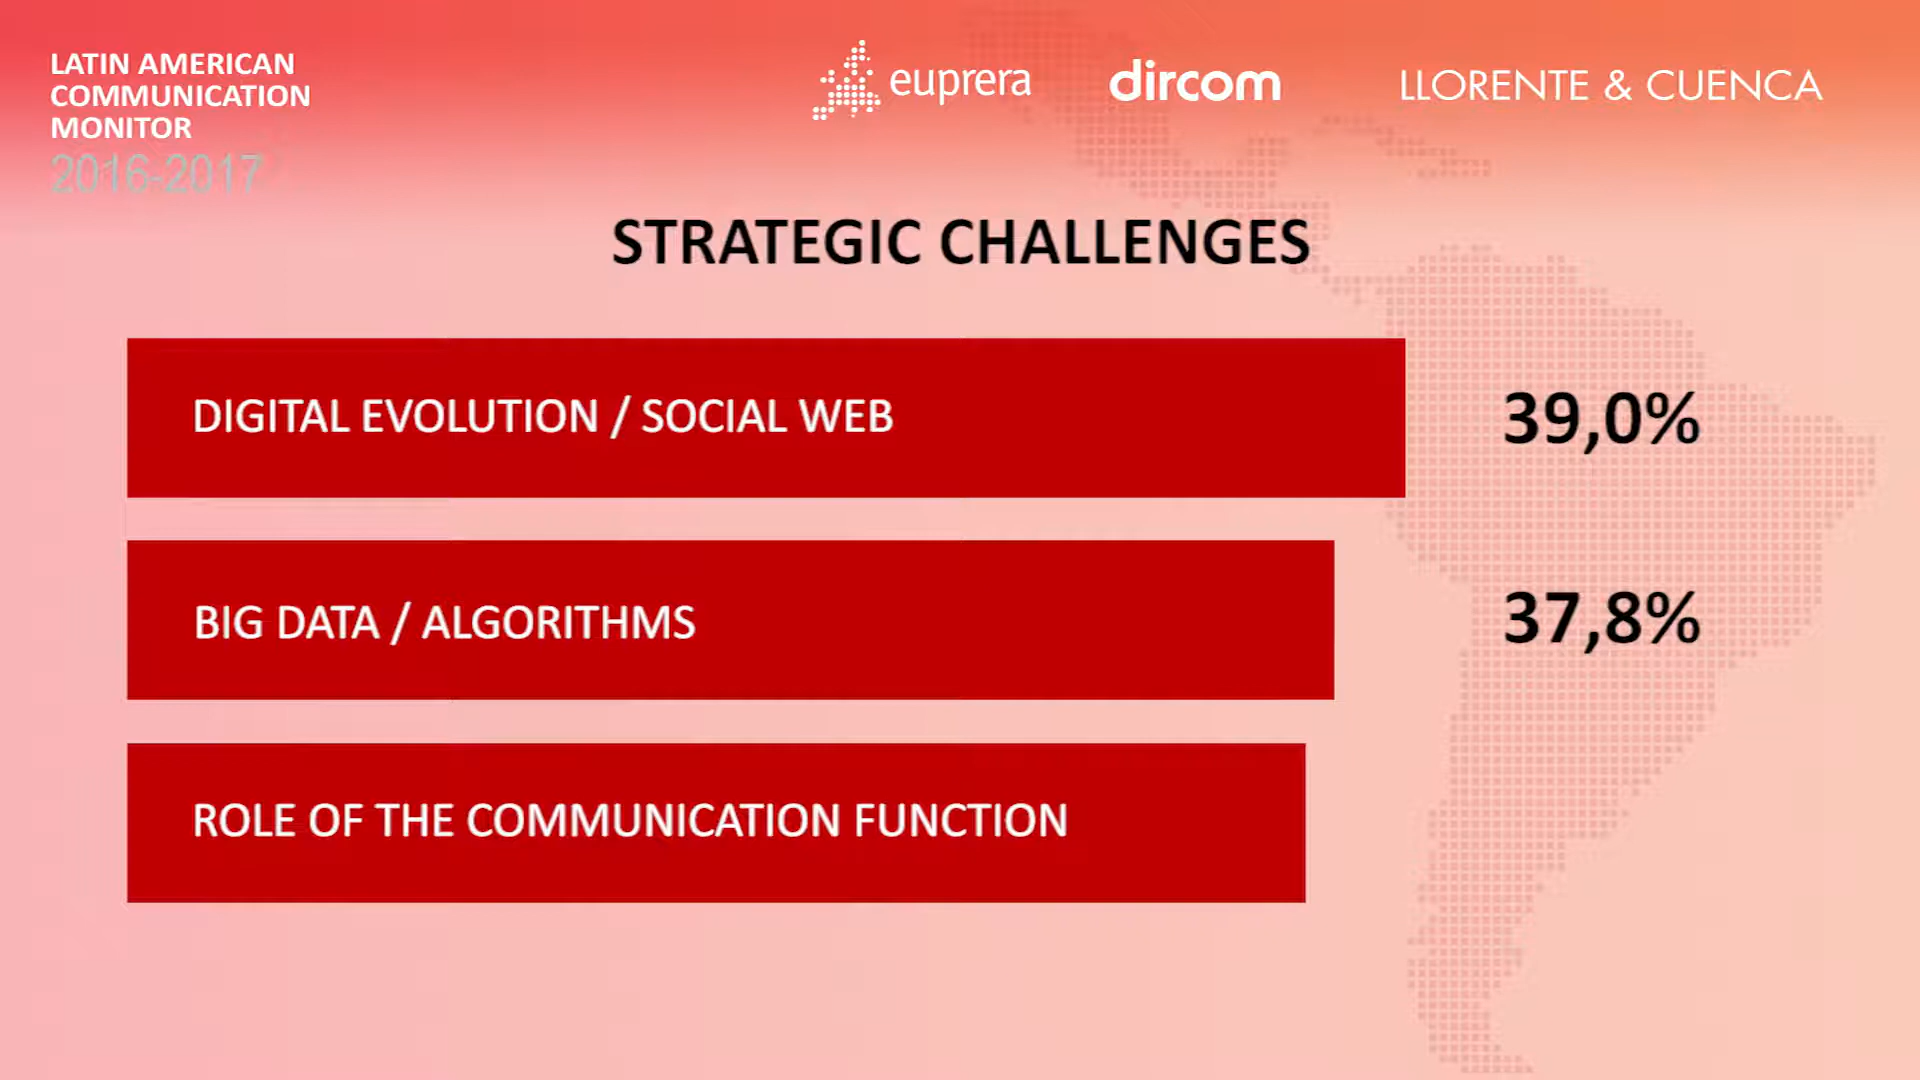 LATIN AMERICAN
COMMUNICATION
MONITOR
2016-2017
euprera
dircom
LLORENTE & CUENCA
STRATEGIC CHALLENGES
DIGITAL EVOLUTION / SOCIAL WEB
39,0%
BIG DATA / ALGORITHMS
37,8%
ROLE OF THE COMMUNICATION FUNCTION